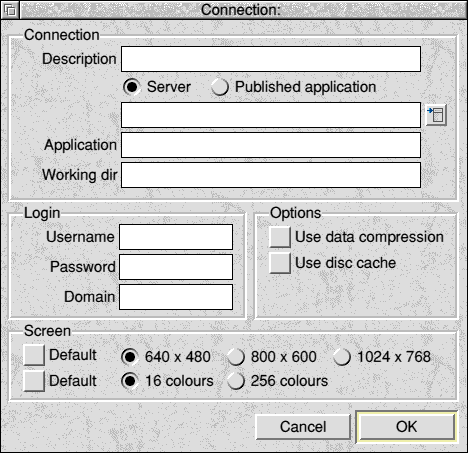 Connection:
Connection
Description
Server Published application
Application
Working dir
Login
Username
Password
Domain
Options
Use data compression
Use disc cache
Screen
Default 640 x 480 800 x 600 1024 x 768
Default 16 colours 256 colours
Cancel OK